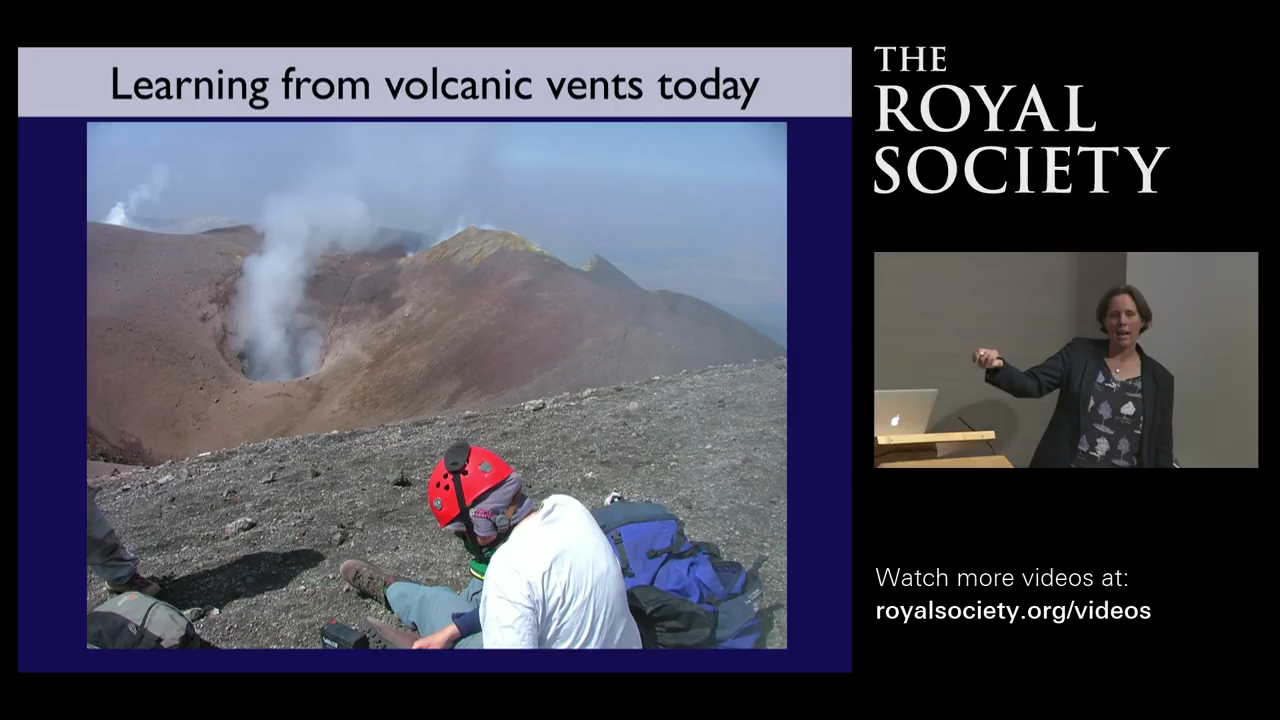 Learning from volcanic vents today
THE
ROYAL
SOCIETY
Watch more videos at:
royalsociety.org/videos